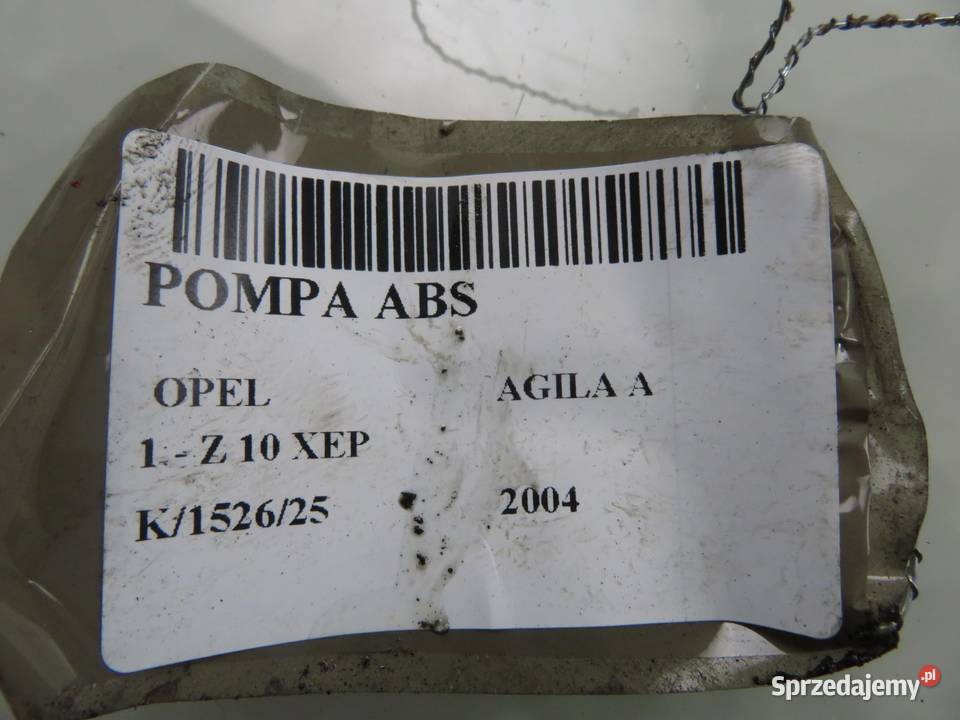 POMPA ABS
OPEL AGILA A
1 - Z 10 XEP
K/1526/25 2004
Sprzedajemy.pl